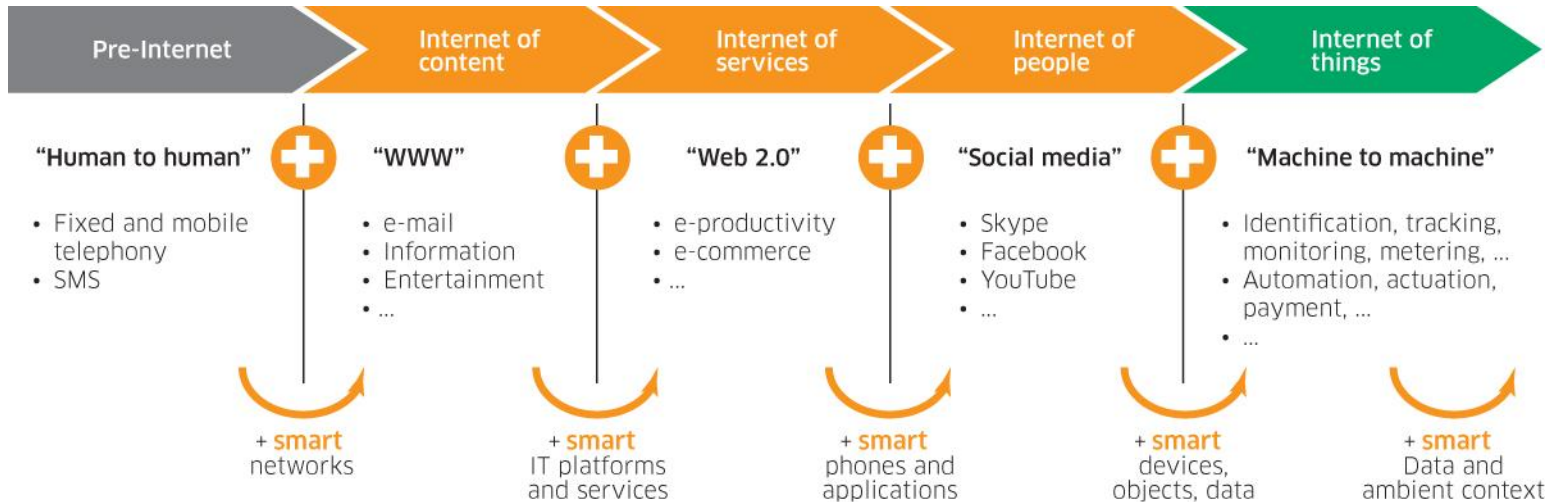 Pre-Internet
Internet of
content
Internet of
services
Internet of
people
Internet of
things
“Human to human”
“WWW”
“Web 2.0”
“Social media”
“Machine to machine”
• Fixed and mobile
telephony
• SMS
• e-mail
• Information
• Entertainment
• ...
• e-productivity
• e-commerce
• ...
• Skype
• Facebook
• YouTube
• ...
• Identification, tracking,
monitoring, metering, ...
• Automation, actuation,
payment, ...
• ...
+ smart
networks
+ smart
IT platforms
and services
+ smart
phones and
applications
+ smart
devices,
objects, data
+ smart
Data and
ambient context